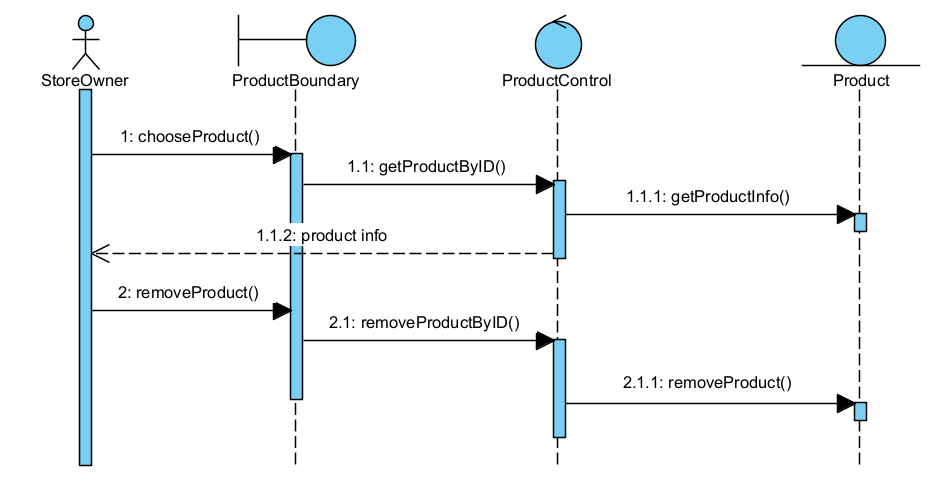 StoreOwner
ProductBoundary
ProductControl
Product
1: chooseProduct()
1.1: getProductByID()
1.1.1: getProductInfo()
1.1.2: product info
2: removeProduct()
2.1: removeProductByID()
2.1.1: removeProduct()